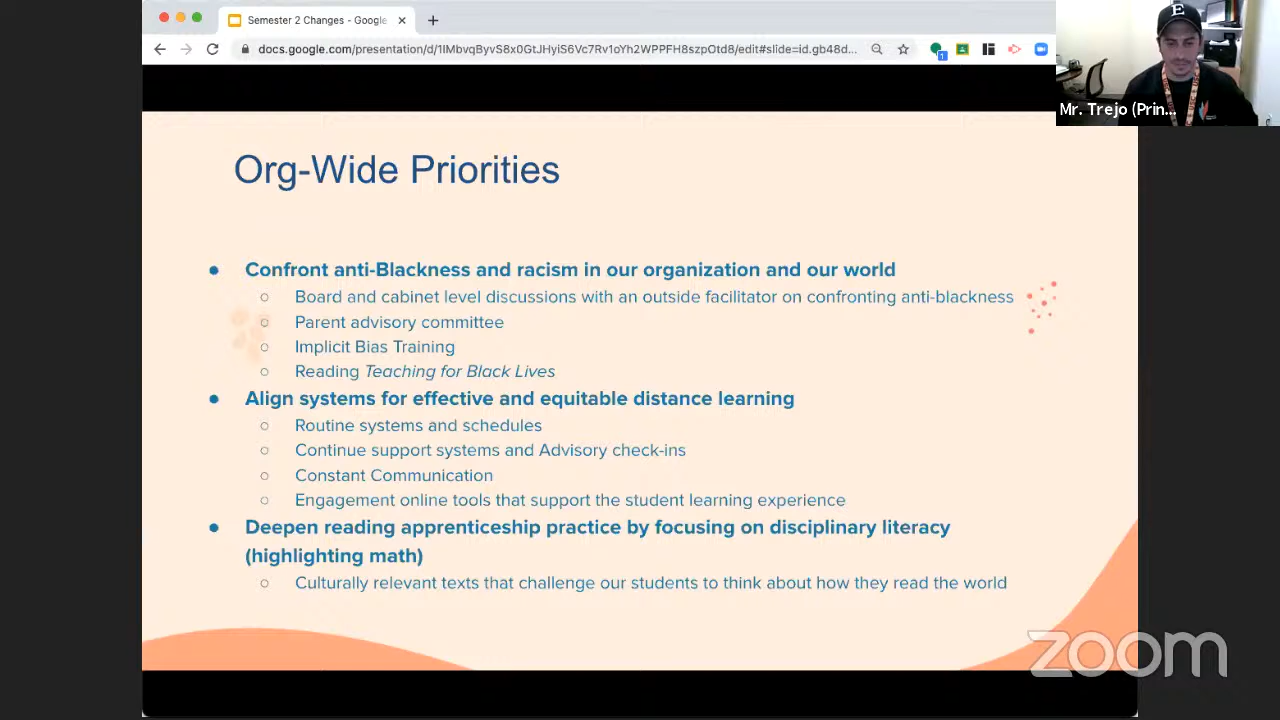 Semester 2 Changes - Google
docs.google.com/presentation/d/1IMbvqByvS8x0GtJHyiS6Vc7Rv1oYh2WPPFH8szpOtd8/edit#slide=id.gb48d...
E
1
Mr. Trejo (Prin...
Org-Wide Priorities
Confront anti-Blackness and racism in our organization and our world
Board and cabinet level discussions with an outside facilitator on confronting anti-blackness
Parent advisory committee
Implicit Bias Training
Reading Teaching for Black Lives
Align systems for effective and equitable distance learning
Routine systems and schedules
Continue support systems and Advisory check-ins
Constant Communication
Engagement online tools that support the student learning experience
Deepen reading apprenticeship practice by focusing on disciplinary literacy
(highlighting math)
Culturally relevant texts that challenge our students to think about how they read the world
zoom